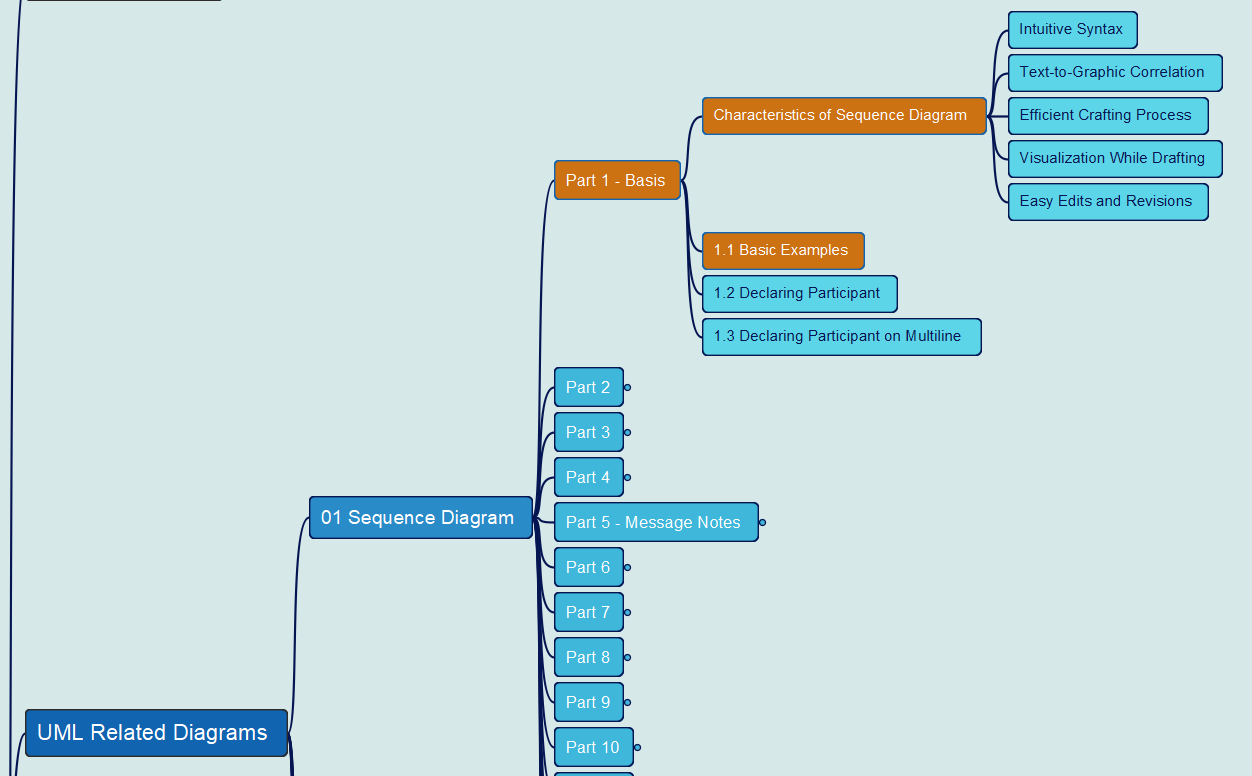 Intuitive Syntax
Text-to-Graphic Correlation
Characteristics of Sequence Diagram
Efficient Crafting Process
Visualization While Drafting
Part 1 - Basis
Easy Edits and Revisions
1.1 Basic Examples
1.2 Declaring Participant
1.3 Declaring Participant on Multiline
Part 2
Part 3
Part 4
01 Sequence Diagram
Part 5 - Message Notes
Part 6
Part 7
Part 8
Part 9
UML Related Diagrams
Part 10